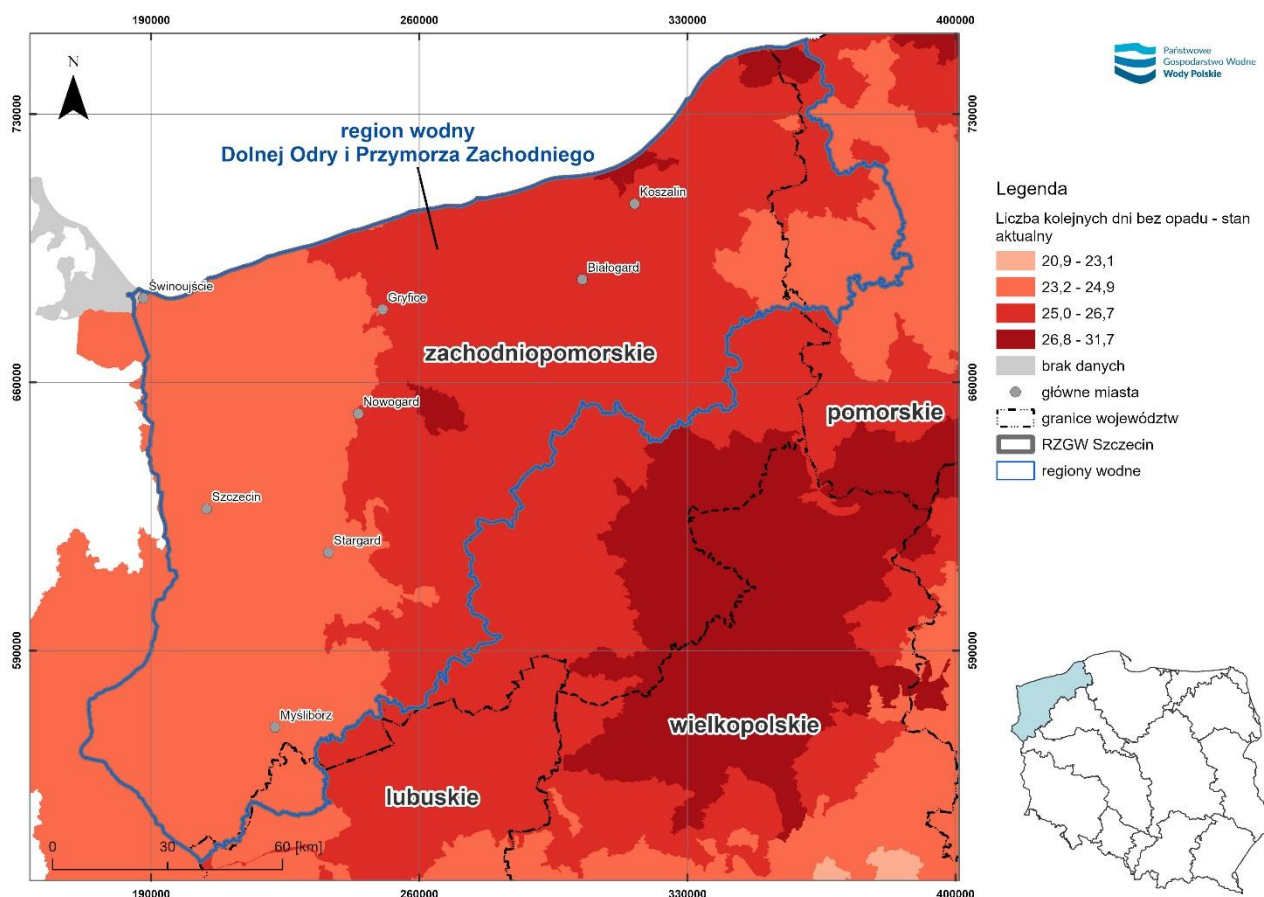 190000 260000 330000 400000
N
730000 730000
region wodny
Dolnej Odry i Przymorza Zachodniego
Koszalin
Białogard
Świnoujście
Gryfice
zachodniopomorskie
660000 660000
Nowogard
pomorskie
Szczecin
Stargard
590000 590000
Myślibórz
wielkopolskie
lubuskie
0 30 60 [km]
190000 260000 330000 400000
Państwowe
Gospodarstwo Wodne
Wody Polskie
Legenda
Liczba kolejnych dni bez opadu - stan
aktualny
20,9 - 23,1
23,2 - 24,9
25,0 - 26,7
26,8 - 31,7
brak danych
główne miasta
granice województw
RZGW Szczecin
regiony wodne